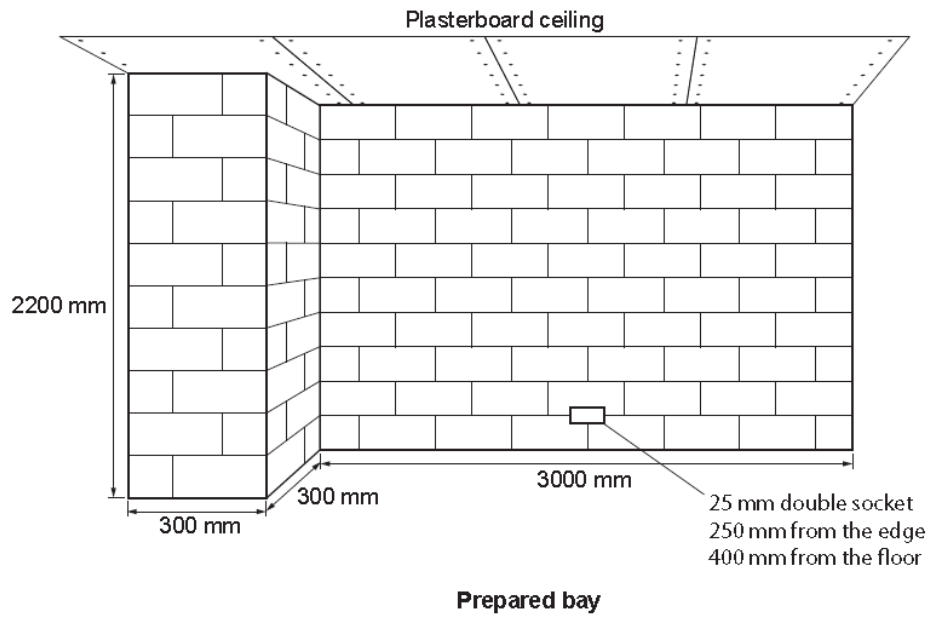 Plasterboard ceiling
2200 mm
300 mm
300 mm
3000 mm
25 mm double socket
250 mm from the edge
400 mm from the floor
Prepared bay